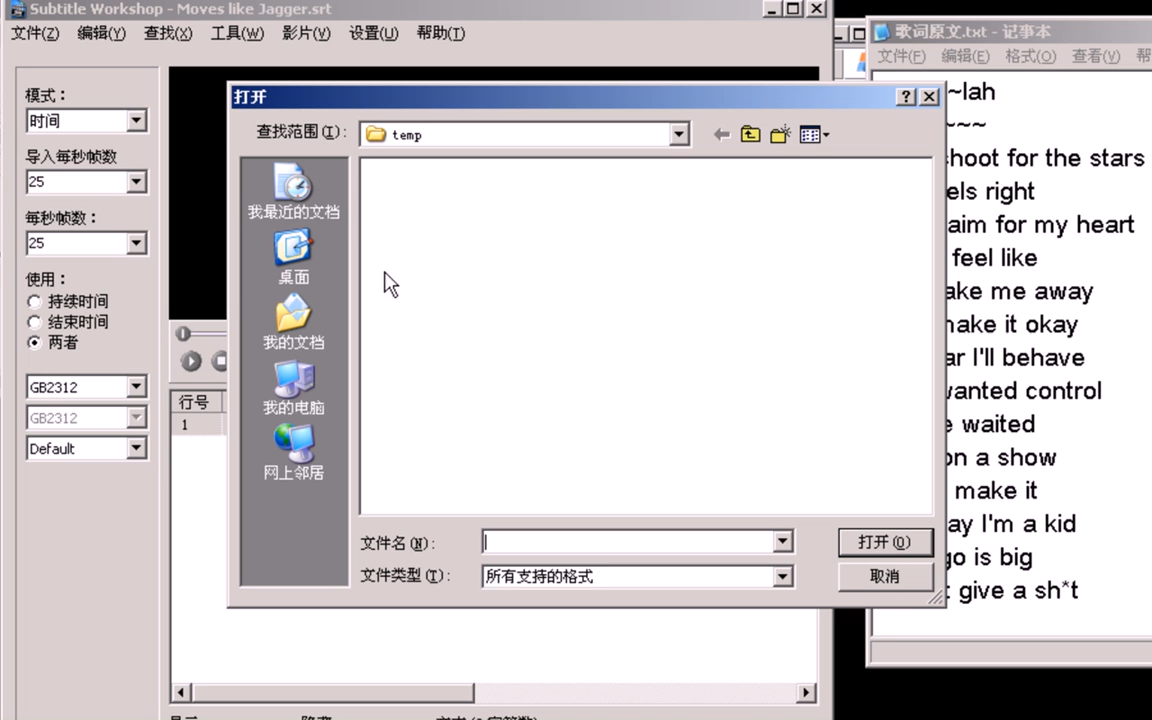 Subtitle Workshop - Moves like Jagger.srt
文件(Z) 编辑(Y) 查找(X) 工具(W) 影片(V) 设置(U) 帮助(T)
模式：
时间
导入每秒帧数
25
每秒帧数：
25
使用：
持续时间
结束时间
两者
GB2312
GB2312
Default
行号
1
打开
查找范围(I)：
temp
我最近的文档
桌面
我的文档
我的电脑
网上邻居
文件名(N)：
打开(O)
文件类型(T)：
所有支持的格式
取消
歌词原文.txt - 记事本
文件(F) 编辑(E) 格式(O) 查看(V) 帮
~lah
~~~
shoot for the stars
els right
aim for my heart
feel like
ake me away
make it okay
ar I'll behave
wanted control
e waited
on a show
make it
ay I'm a kid
go is big
t give a sh*t